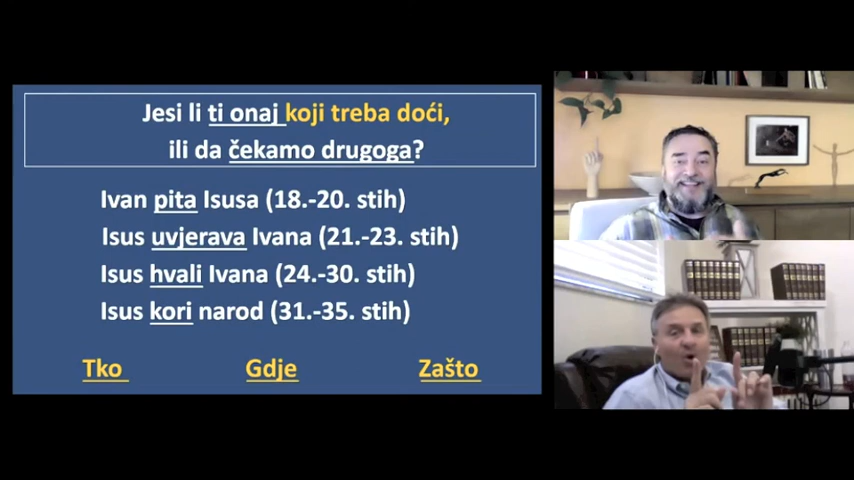 Jesi li ti onaj koji treba doći,
ili da čekamo drugoga?
Ivan pita Isusa (18.-20. stih)
Isus uvjerava Ivana (21.-23. stih)
Isus hvali Ivana (24.-30. stih)
Isus kori narod (31.-35. stih)
Tko Gdje Zašto